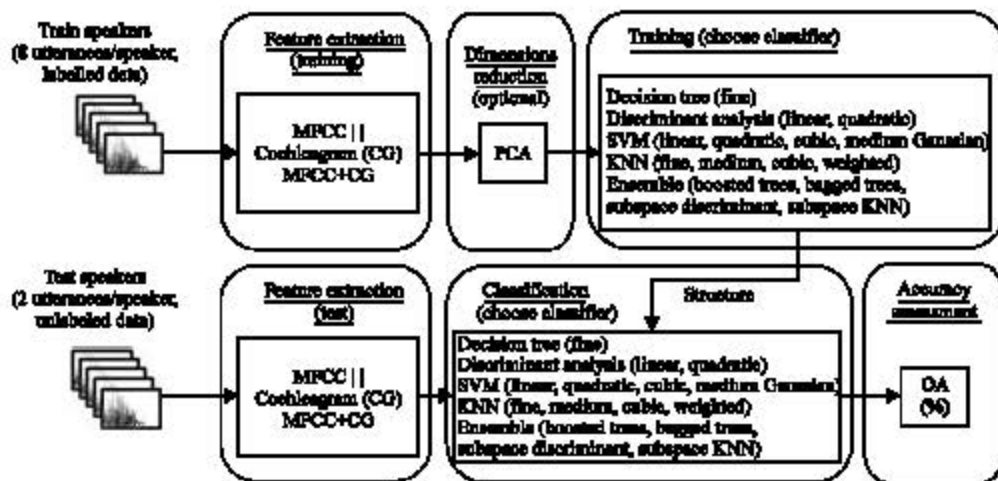 Train speakers
(8 utterances/speaker,
labelled data)
Feature extraction
(training)
MFCC ||
Cochleagram (CG)
MFCC+CG
Dimensions
reduction
(optional)
PCA
Training (choose classifier)
Decision tree (fine)
Discriminant analysis (linear, quadratic)
SVM (linear, quadratic, cubic, medium Gaussian)
KNN (fine, medium, cubic, weighted)
Ensemble (boosted trees, bagged trees,
subspace discriminant, subspace KNN)
Test speakers
(2 utterances/speaker,
unlabeled data)
Feature extraction
(test)
MFCC ||
Cochleagram (CG)
MFCC+CG
Classification
(choose classifier)
Structure
Decision tree (fine)
Discriminant analysis (linear, quadratic)
SVM (linear, quadratic, cubic, medium Gaussian)
KNN (fine, medium, cubic, weighted)
Ensemble (boosted trees, bagged trees,
subspace discriminant, subspace KNN)
Accuracy
assessment
OA
(%)